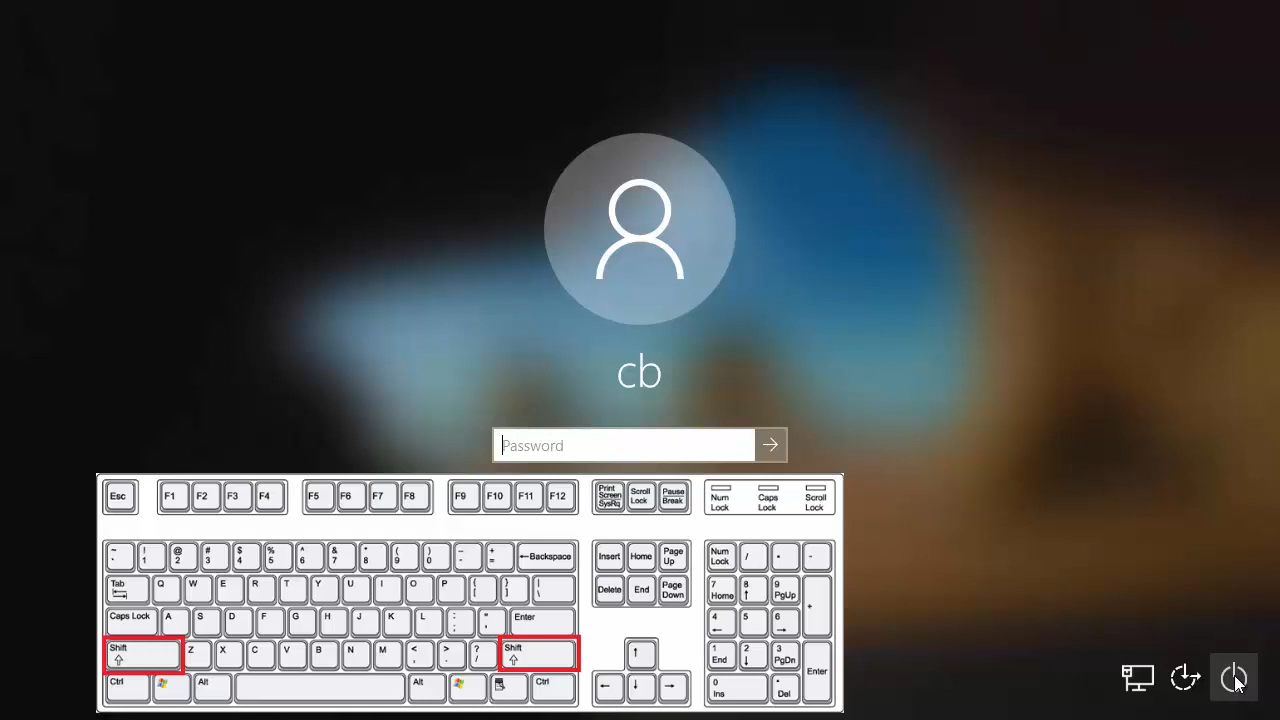 cb
Password
Esc F1 F2 F3 F4 F5 F6 F7 F8 F9 F10 F11 F12 Print Screen SysRq Scroll Lock Pause Break Num Lock Caps Lock Scroll Lock
~ ! 1 @ 2 # 3 $ 4 % 5 ^ 6 & 7 * 8 ( 9 ) 0 - + = ←Backspace Insert Home Page Up Num Lock / * -
Tab Q W E R T Y U I O P { [ } ] | \ Delete End Page Down 7 Home 8 ↑ 9 PgUp +
Caps Lock A S D F G H J K L : ; " ' Enter 4 ← 5 6 →
Shift Z X C V B N M < , > . ? / Shift ↑ 1 End 2 ↓ 3 PgDn Enter
Ctrl Alt Alt Ctrl ← ↓ → 0 Ins . Del